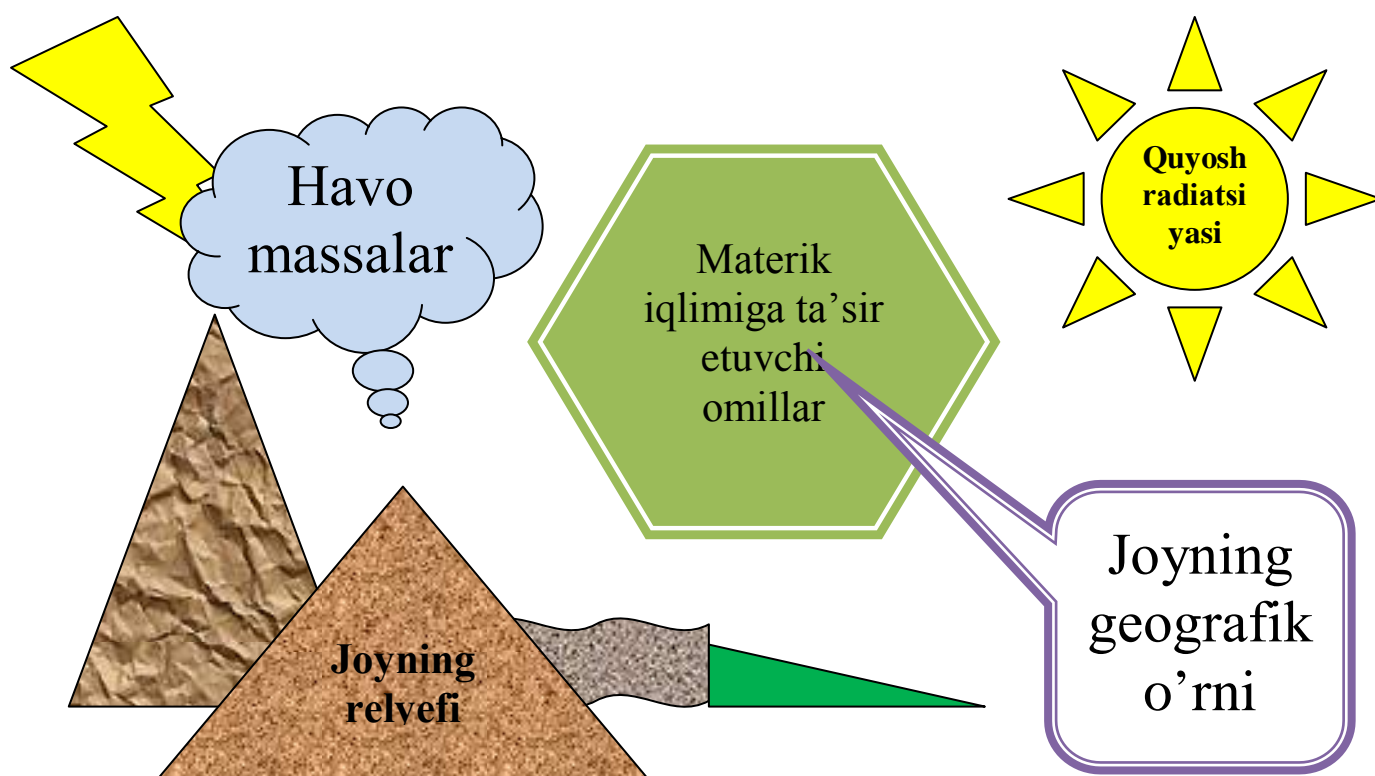 Havo
massalar
Quyosh
radiatsi
yasi
Materik
iqlimiga ta’sir
etuvchi
omillar
Joyning
geografik
o’rni
Joyning
relyefi